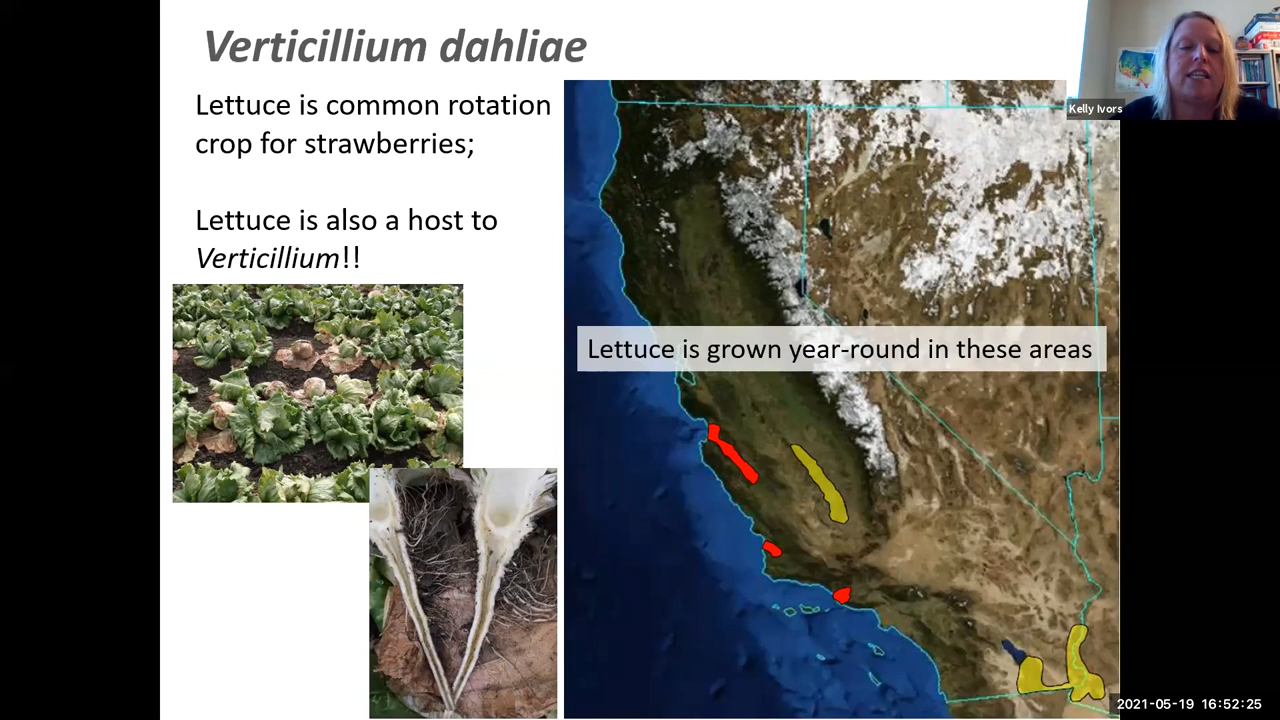 Verticillium dahliae
Lettuce is common rotation
crop for strawberries;
Lettuce is also a host to
Verticillium!!
Kelly Ivors
Lettuce is grown year-round in these areas
2021-05-19 16:52:25